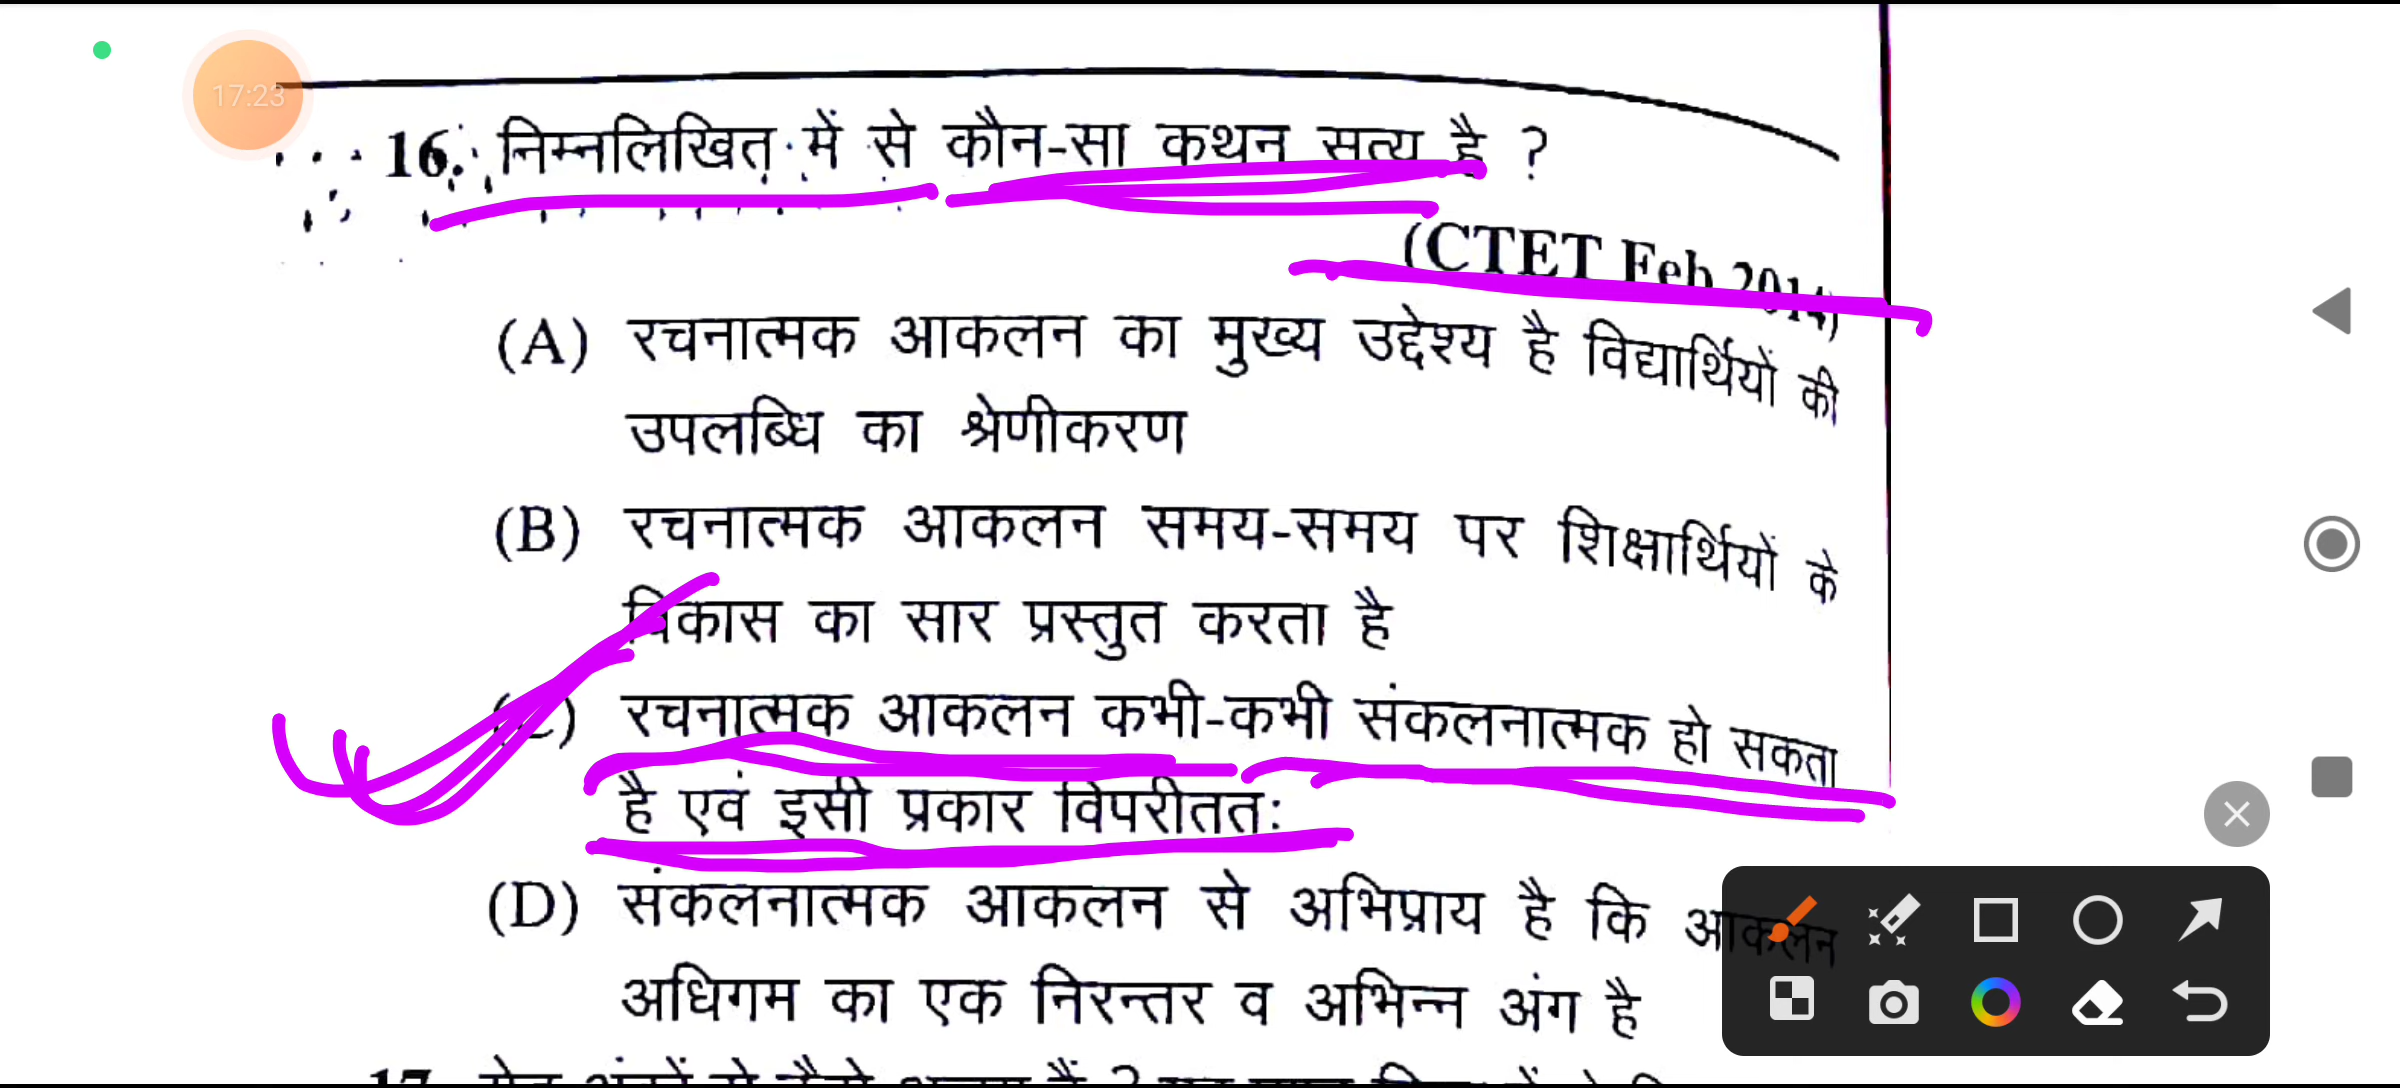 17:23
16. निम्नलिखित में से कौन-सा कथन सत्य है ?
(CTET Feb 2014)
(A) रचनात्मक आकलन का मुख्य उद्देश्य है विद्यार्थियों की
उपलब्धि का श्रेणीकरण
(B) रचनात्मक आकलन समय-समय पर शिक्षार्थियों के
विकास का सार प्रस्तुत करता है
(C) रचनात्मक आकलन कभी-कभी संकलनात्मक हो सकता
है एवं इसी प्रकार विपरीततः
(D) संकलनात्मक आकलन से अभिप्राय है कि आकलन
अधिगम का एक निरन्तर व अभिन्न अंग है
17.